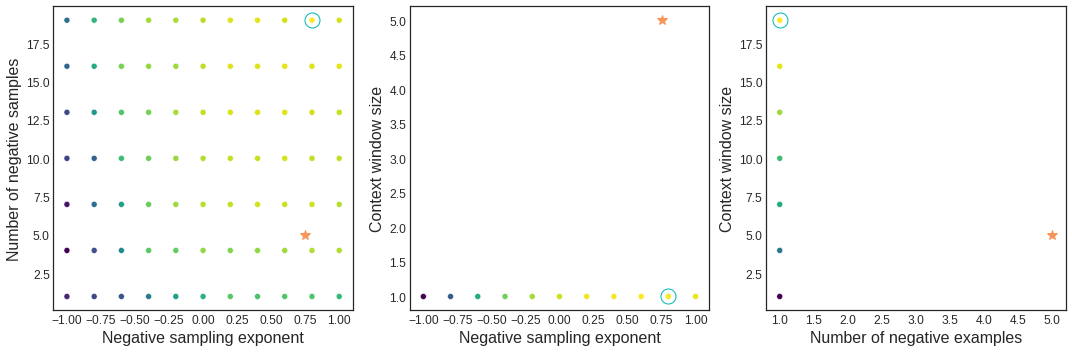 Number of negative samples
17.5
15.0
12.5
10.0
7.5
5.0
2.5
−1.00 −0.75 −0.50 −0.25 0.00 0.25 0.50 0.75 1.00
Negative sampling exponent
Context window size
5.0
4.5
4.0
3.5
3.0
2.5
2.0
1.5
1.0
−1.00 −0.75 −0.50 −0.25 0.00 0.25 0.50 0.75 1.00
Negative sampling exponent
Context window size
17.5
15.0
12.5
10.0
7.5
5.0
2.5
1.0 1.5 2.0 2.5 3.0 3.5 4.0 4.5 5.0
Number of negative examples